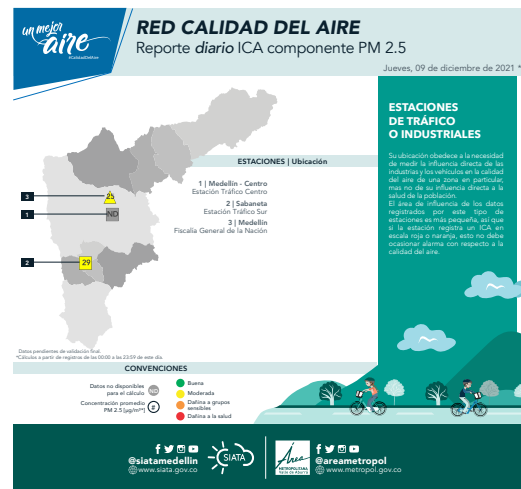 un mejor
aire
#CalidadDelAire
RED CALIDAD DEL AIRE
Reporte diario ICA componente PM 2.5
Jueves, 09 de diciembre de 2021 *
ESTACIONES
DE TRÁFICO
O INDUSTRIALES
Su ubicación obedece a la necesidad
de medir la influencia directa de las
industrias y los vehículos en la calidad
del aire de una zona en particular,
mas no de su influencia directa a la
salud de la población.
El área de influencia de los datos
registrados por este tipo de
estaciones es más pequeña, así que
si la estación registra un ICA en
escala roja o naranja, esto no debe
ocasionar alarma con respecto a la
calidad del aire.
ESTACIONES | Ubicación
1 | Medellín - Centro
Estación Tráfico Centro
2 | Sabaneta
Estación Tráfico Sur
3 | Medellín
Fiscalía General de la Nación
3
25
1
ND
2
29
Datos pendientes de validación final.
*Cálculos a partir de registros de las 00:00 a las 23:59 de este día.
CONVENCIONES
Datos no disponibles
para el cálculo
ND
Concentración promedio
PM 2.5 [µg/m³]
#
Buena
Moderada
Dañina a grupos
sensibles
Dañina a la salud
@siatamedellin
www.siata.gov.co
SIATA
Área
METROPOLITANA
Valle de Aburrá
@areametropol
www.metropol.gov.co